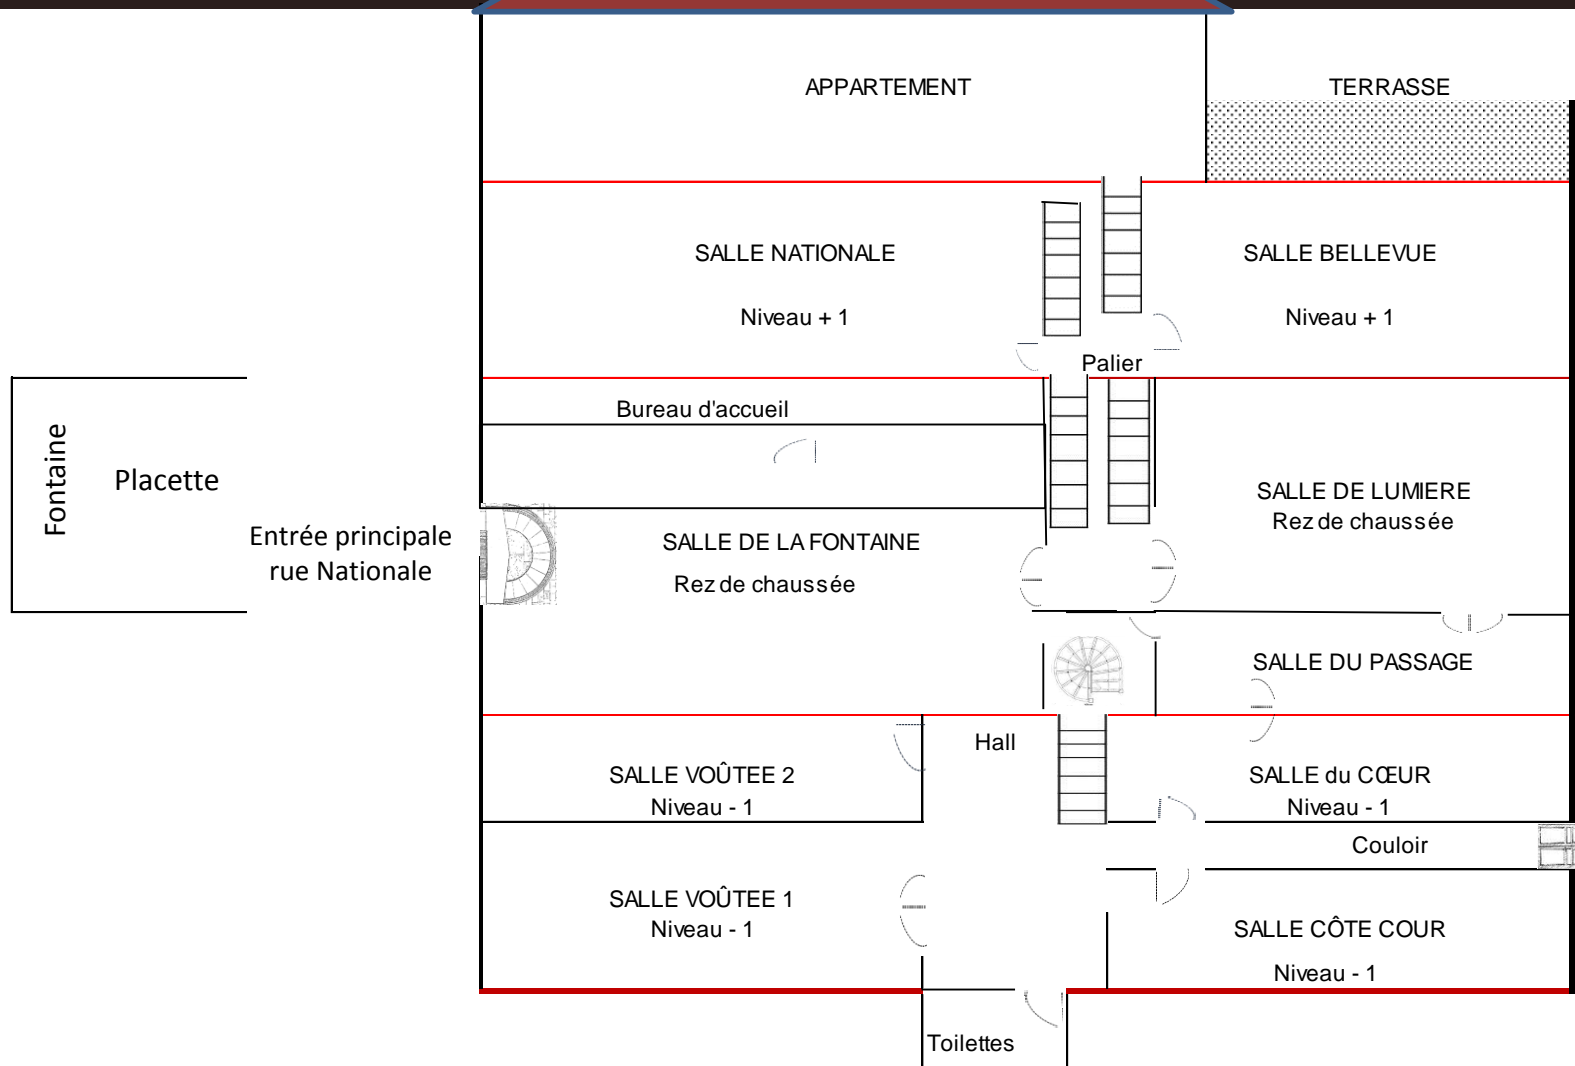 APPARTEMENT
TERRASSE
SALLE NATIONALE
Niveau + 1
SALLE BELLEVUE
Niveau + 1
Palier
Bureau d'accueil
Fontaine
Placette
Entrée principale
rue Nationale
SALLE DE LA FONTAINE
Rez de chaussée
SALLE DE LUMIERE
Rez de chaussée
SALLE DU PASSAGE
Hall
SALLE VOÛTEE 2
Niveau - 1
SALLE du CŒUR
Niveau - 1
Couloir
SALLE VOÛTEE 1
Niveau - 1
SALLE CÔTE COUR
Niveau - 1
Toilettes